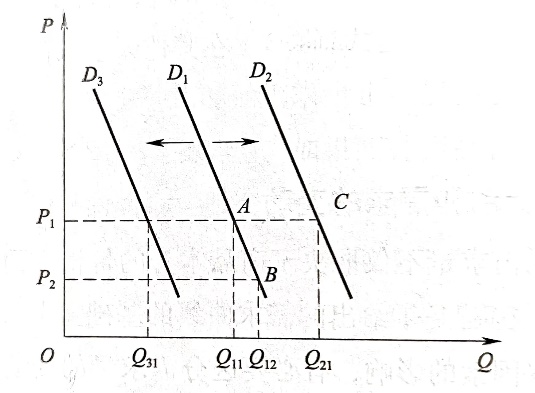 P
D₃ D₁ D₂
A C
P₁
B
P₂
O Q₃₁ Q₁₁ Q₁₂ Q₂₁ Q